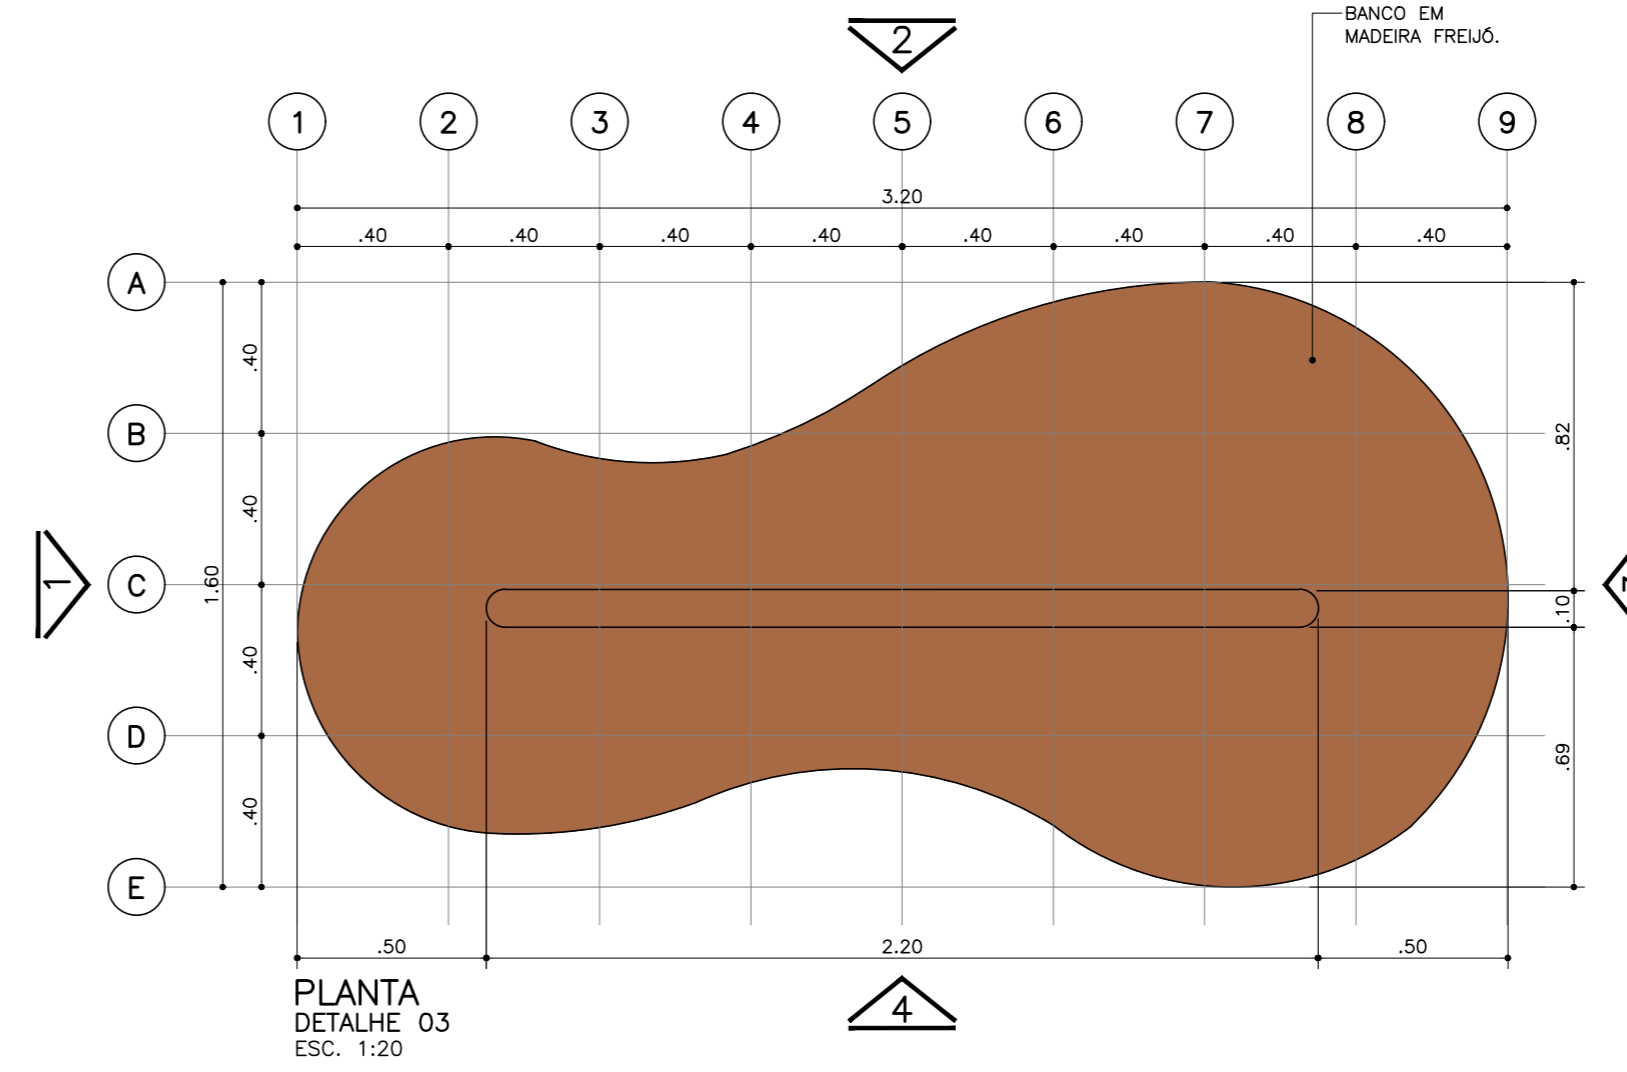 BANCO EM
MADEIRA FREIJÓ.
2
1 2 3 4 5 6 7 8 9
3.20
.40 .40 .40 .40 .40 .40 .40 .40
A
.40
B
.82
.40
1
C
1.60
.10
.40
D
.69
.40
E
.50 2.20 .50
PLANTA
DETALHE 03
ESC. 1:20
4